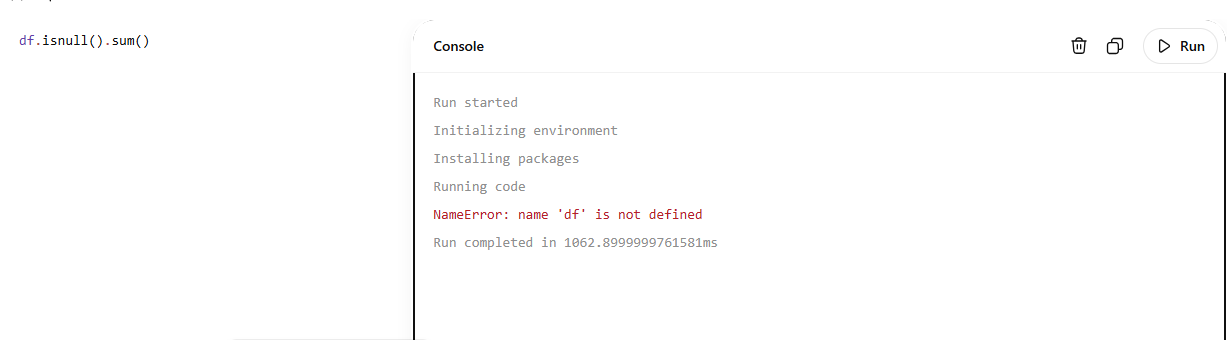 df.isnull().sum()
Console
Run
Run started
Initializing environment
Installing packages
Running code
NameError: name 'df' is not defined
Run completed in 1062.8999999761581ms